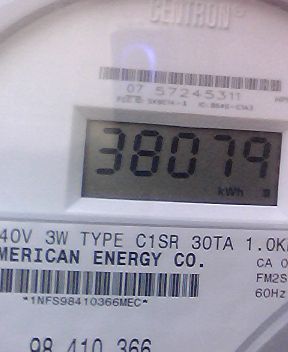 CENTRON®
07 57245311
38079
kWh
40V 3W TYPE C1SR 30TA 1.0K
MERICAN ENERGY CO.
CA 0
FM2S
60Hz
*1NFS98410366MEC*
98 410 366